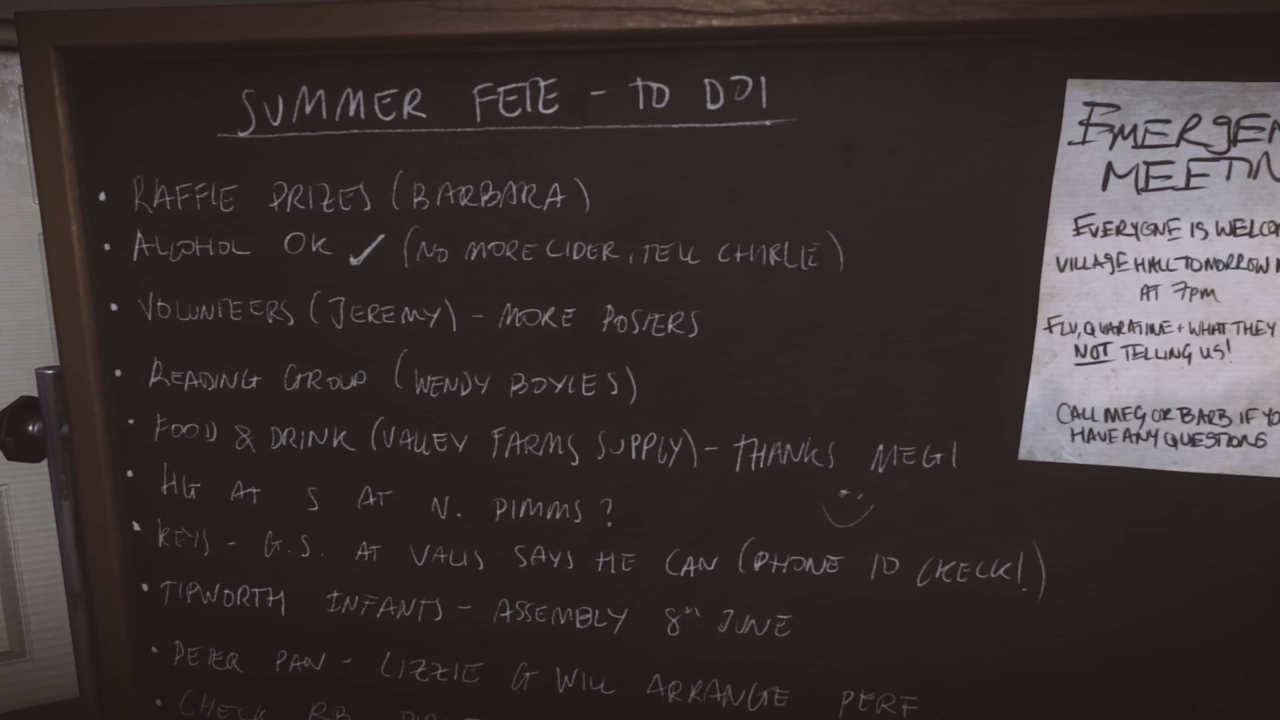 SUMMER FETE - TO DO!
• RAFFLE PRIZES (BARBARA)
• ALCOHOL OK ✓ (NO MORE CIDER, TELL CHARLIE)
• VOLUNTEERS (JEREMY) - MORE POSTERS
• READING GROUP (WENDY BOYLES)
• FOOD & DRINK (VALLEY FARMS SUPPLY) - THANKS MEG!
• HG AT S AT N. PIMMS?
• KEYS - G.S. AT VALIS SAYS HE CAN (PHONE TO CHECK!)
• TIPWORTH INFANTS - ASSEMBLY 8TH JUNE
• PETER PAN - LIZZIE G WILL ARRANGE PERF
• CHECK
EMERGEN
MEETIN
EVERYONE IS WELCO
VILLAGE HALL TOMORROW
AT 7PM
FLU, QUARATINE + WHAT THEY
NOT TELLING US!
CALL MEG OR BARB IF YO
HAVE ANY QUESTIONS